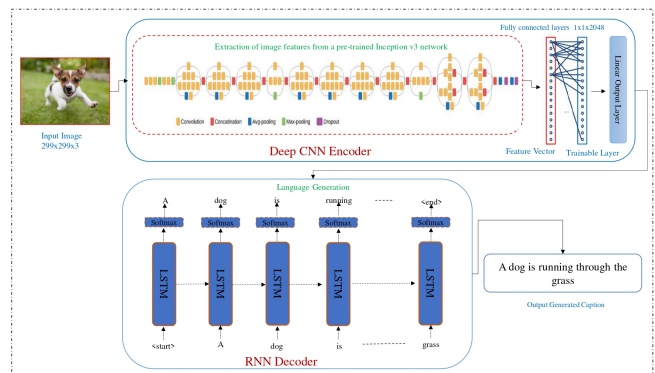 Fully connected layers 1x1x2048
Extraction of image features from a pre-trained Inception v3 network
Linear Output Layer
Convolution Concatination Avg-pooling Max-pooling Dropout
Input Image
299x299x3
Deep CNN Encoder
Feature Vector
Trainable Layer
Language Generation
A dog is running <end>
Softmax Softmax Softmax Softmax Softmax
LSTM LSTM LSTM LSTM LSTM
<start> A dog is grass
RNN Decoder
A dog is running through the
grass
Output Generated Caption